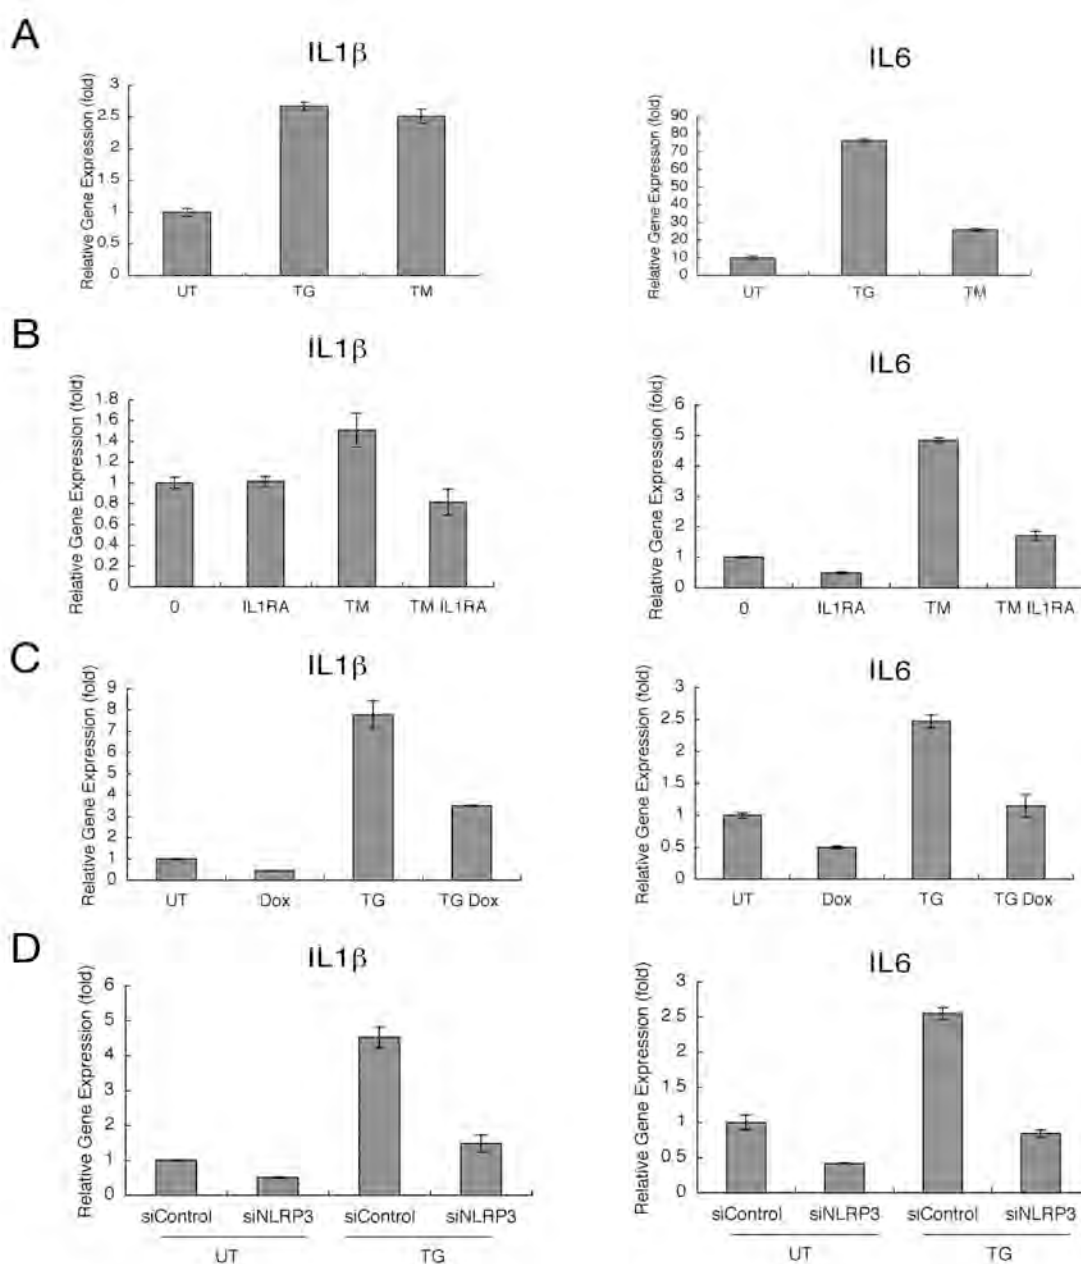 A
IL1β
IL6
Relative Gene Expression (fold)
3
2.5
2
1.5
1
0.5
0
UT TG TM
Relative Gene Expression (fold)
90
80
70
60
50
40
30
20
10
0
UT TG TM
B
IL1β
IL6
Relative Gene Expression (fold)
1.8
1.6
1.4
1.2
1
0.8
0.6
0.4
0.2
0
0 IL1RA TM TM IL1RA
Relative Gene Expression (fold)
6
5
4
3
2
1
0
0 IL1RA TM TM IL1RA
C
IL1β
IL6
Relative Gene Expression (fold)
9
8
7
6
5
4
3
2
1
0
UT Dox TG TG Dox
Relative Gene Expression (fold)
3
2.5
2
1.5
1
0.5
0
UT Dox TG TG Dox
D
IL1β
IL6
Relative Gene Expression (fold)
6
5
4
3
2
1
0
siControl siNLRP3 siControl siNLRP3
UT TG
Relative Gene Expression (fold)
3
2.5
2
1.5
1
0.5
0
siControl siNLRP3 siControl siNLRP3
UT TG